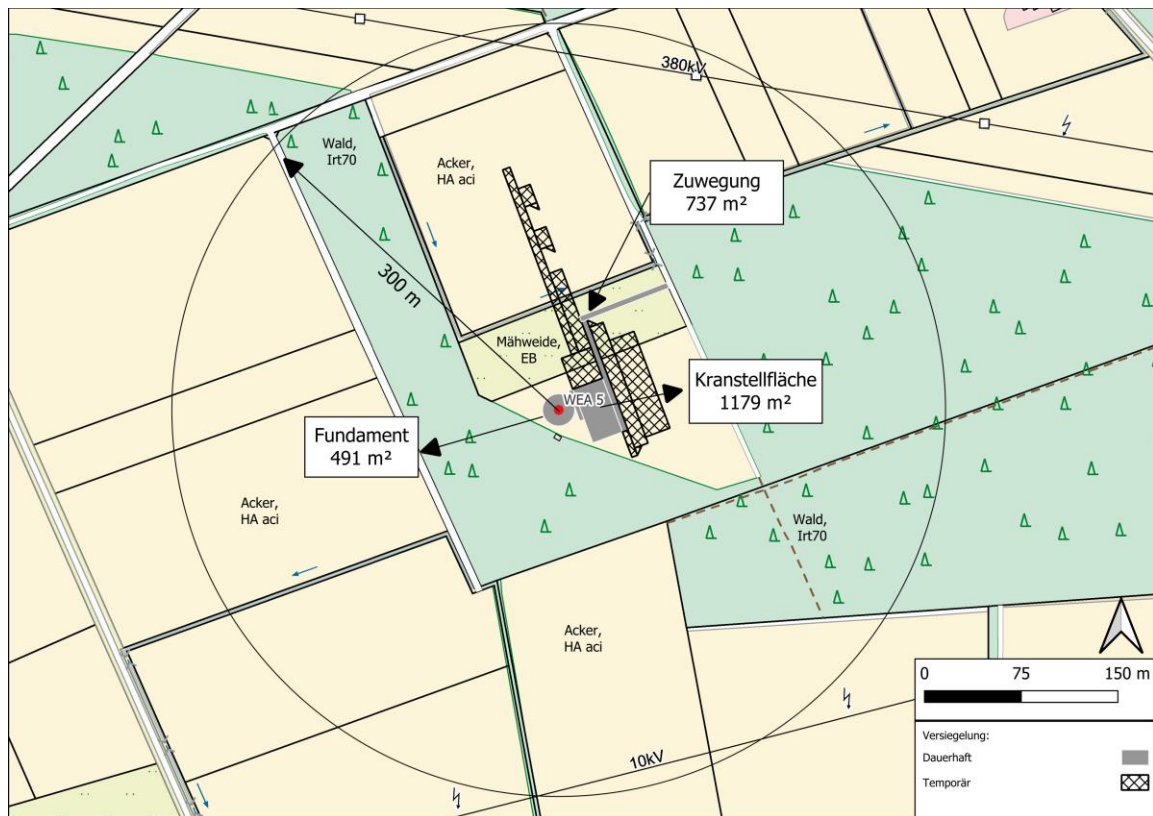 380kV
Wald,
Irt70
Acker,
HA aci
Zuwegung
737 m²
300 m
Mähweide,
EB
WEA 5
Kranstellfläche
1179 m²
Fundament
491 m²
Acker,
HA aci
Wald,
Irt70
Acker,
HA aci
10kV
0 75 150 m
Versiegelung:
Dauerhaft
Temporär